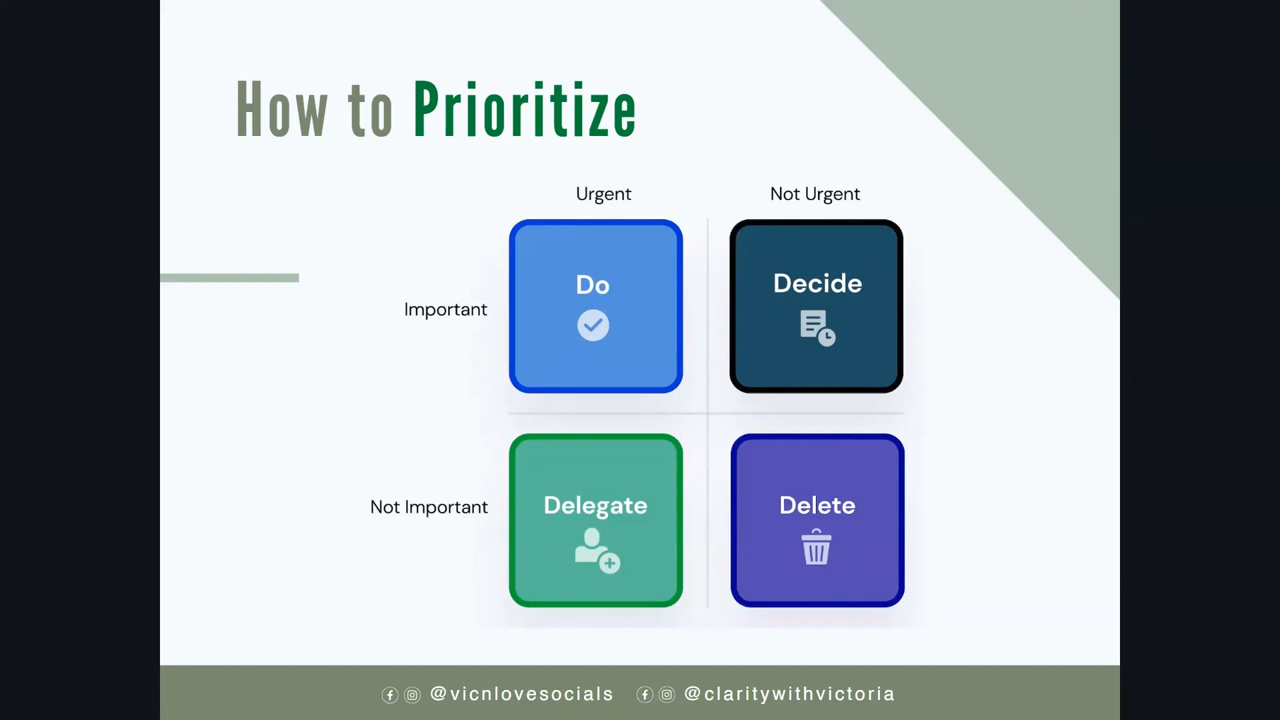 How to Prioritize
Urgent
Not Urgent
Important
Do
Decide
Not Important
Delegate
Delete
@vicnlovesocials @claritywithvictoria